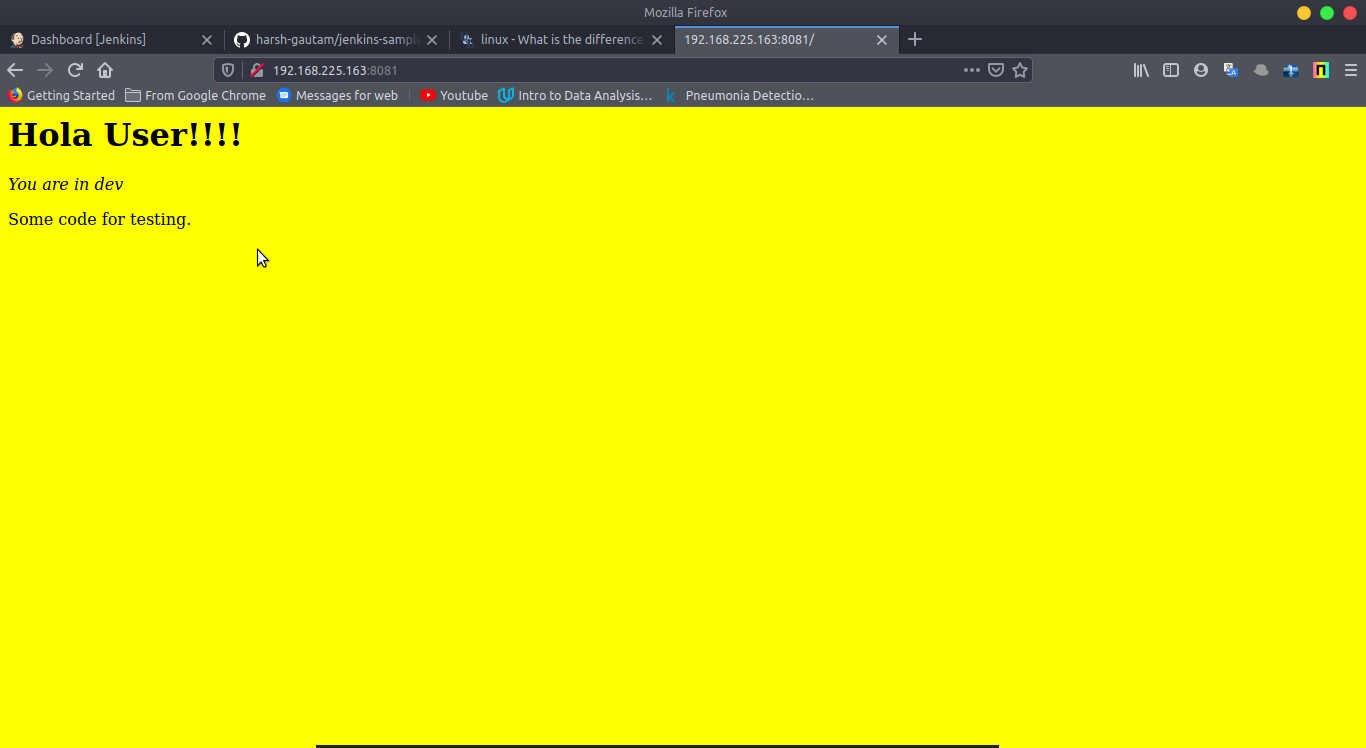 Mozilla Firefox
Dashboard [Jenkins]
harsh-gautam/jenkins-sampl
linux - What is the difference
192.168.225.163:8081/
192.168.225.163:8081
Getting Started
From Google Chrome
Messages for web
Youtube
Intro to Data Analysis...
Pneumonia Detectio...
Hola User!!!!
You are in dev
Some code for testing.